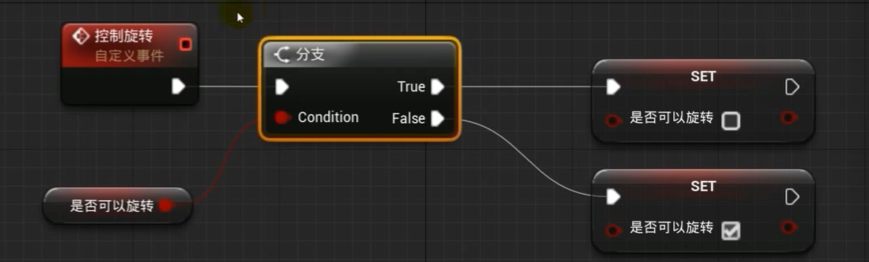 控制旋转
自定义事件
分支
True
Condition
False
是否可以旋转
SET
是否可以旋转
SET
是否可以旋转